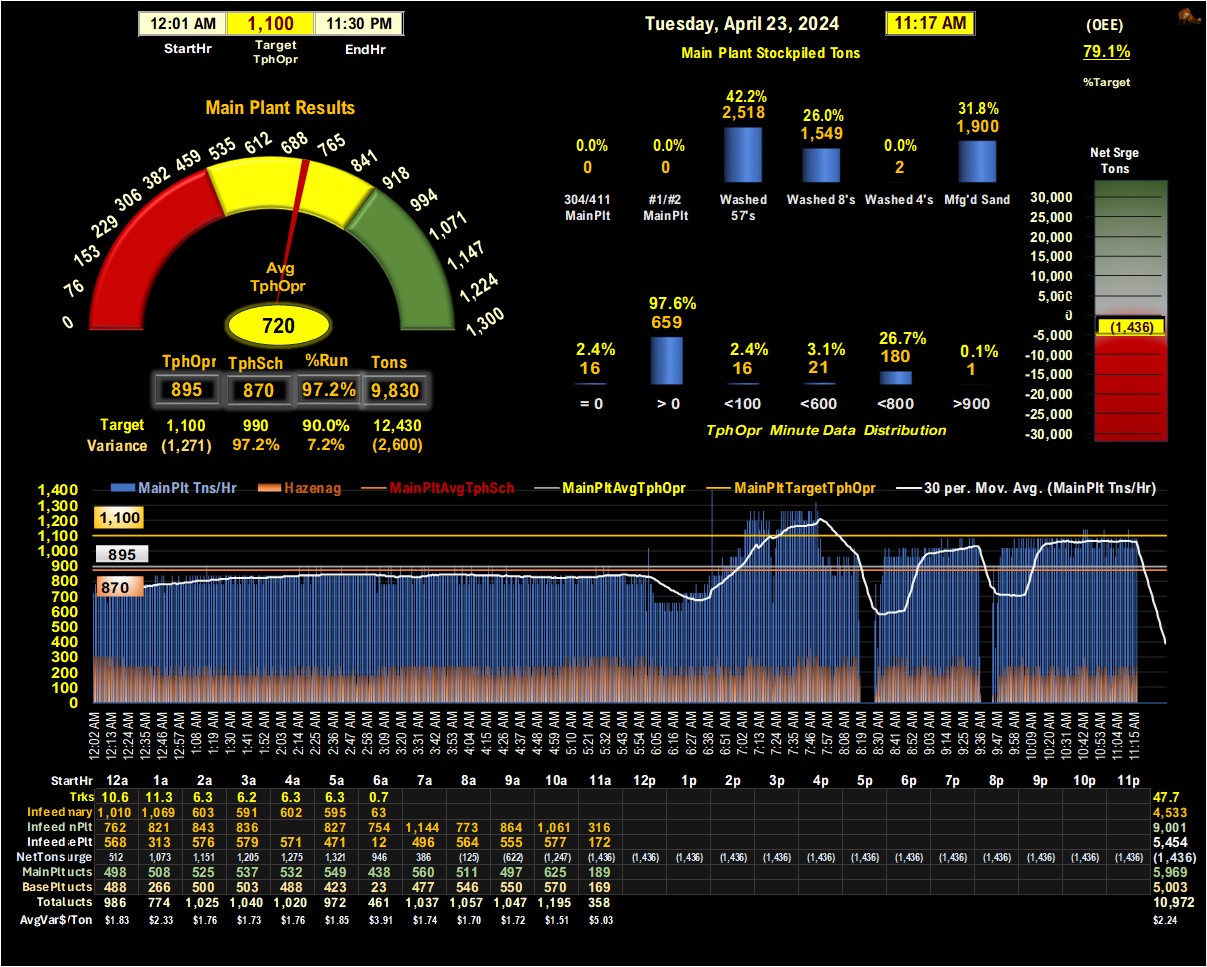 12:01 AM 1,100 11:30 PM
StartHr Target TphOpr EndHr
Tuesday, April 23, 2024 11:17 AM
Main Plant Stockpiled Tons
(OEE)
79.1%
%Target
Main Plant Results
0 76 153 229 306 382 459 535 612 688 765 841 918 994 1,071 1,147 1,224 1,300
Avg
TphOpr
720
TphOpr TphSch %Run Tons
895 870 97.2% 9,830
Target 1,100 990 90.0% 12,430
Variance (1,271) 97.2% 7.2% (2,600)
0.0% 0.0% 42.2% 26.0% 0.0% 31.8%
0 0 2,518 1,549 2 1,900
304/411 MainPlt #1/#2 MainPlt Washed 57's Washed 8's Washed 4's Mfg'd Sand
2.4% 97.6% 2.4% 3.1% 26.7% 0.1%
16 659 16 21 180 1
= 0 > 0 <100 <600 <800 >900
TphOpr Minute Data Distribution
Net Srge
Tons
30,000
25,000
20,000
15,000
10,000
5,000
0
(1,436)
-5,000
-10,000
-15,000
-20,000
-25,000
-30,000
MainPlt Tns/Hr Hazenag MainPltAvgTphSch MainPltAvgTphOpr MainPltTargetTphOpr 30 per. Mov. Avg. (MainPlt Tns/Hr)
1,400
1,300
1,200
1,100
1,000
900
800
700
600
500
400
300
200
100
0
1,100
895
870
12:02 AM 12:13 AM 12:24 AM 12:35 AM 12:46 AM 12:57 AM 1:08 AM 1:19 AM 1:30 AM 1:41 AM 1:52 AM 2:03 AM 2:14 AM 2:25 AM 2:36 AM 2:47 AM 2:58 AM 3:09 AM 3:20 AM 3:31 AM 3:42 AM 3:53 AM 4:04 AM 4:15 AM 4:26 AM 4:37 AM 4:48 AM 4:59 AM 5:10 AM 5:21 AM 5:32 AM 5:43 AM 5:54 AM 6:05 AM 6:16 AM 6:27 AM 6:38 AM 6:51 AM 7:02 AM 7:13 AM 7:24 AM 7:35 AM 7:46 AM 7:57 AM 8:08 AM 8:19 AM 8:30 AM 8:41 AM 8:52 AM 9:03 AM 9:14 AM 9:25 AM 9:36 AM 9:47 AM 9:58 AM 10:09 AM 10:20 AM 10:31 AM 10:42 AM 10:53 AM 11:04 AM 11:15 AM
StartHr 12a 1a 2a 3a 4a 5a 6a 7a 8a 9a 10a 11a 12p 1p 2p 3p 4p 5p 6p 7p 8p 9p 10p 11p
Trks 10.6 11.3 6.3 6.2 6.3 6.3 0.7 47.7
Infeed mary 1,010 1,069 603 591 602 595 63 4,533
Infeed nPlt 762 821 843 836 827 754 1,144 773 864 1,061 316 9,001
Infeed ePlt 568 313 576 579 571 471 12 496 564 555 577 172 5,454
NetTons urge 512 1,073 1,151 1,205 1,275 1,321 946 386 (125) (622) (1,247) (1,436) (1,436) (1,436) (1,436) (1,436) (1,436) (1,436) (1,436) (1,436) (1,436) (1,436) (1,436) (1,436) (1,436)
MainPlt ucts 498 508 525 537 532 549 438 560 511 497 625 189 5,969
BasePlt ucts 488 266 500 503 488 423 23 477 546 550 570 169 5,003
Total ucts 986 774 1,025 1,040 1,020 972 461 1,037 1,057 1,047 1,195 358 10,972
AvgVar$/Ton $1.83 $2.33 $1.76 $1.73 $1.76 $1.85 $3.91 $1.74 $1.70 $1.72 $1.51 $5.03 $2.24